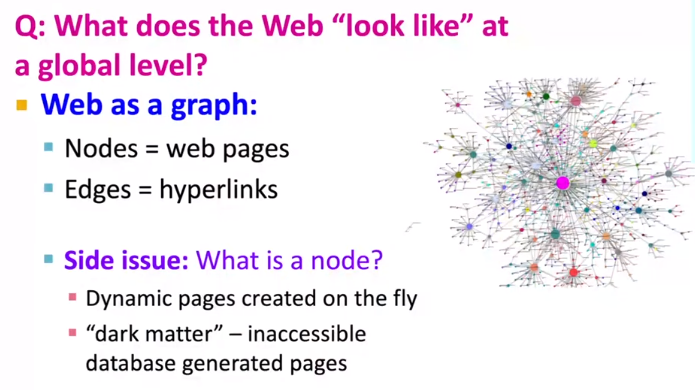 Q: What does the Web “look like” at
a global level?
Web as a graph:
Nodes = web pages
Edges = hyperlinks
Side issue: What is a node?
Dynamic pages created on the fly
“dark matter” – inaccessible
database generated pages